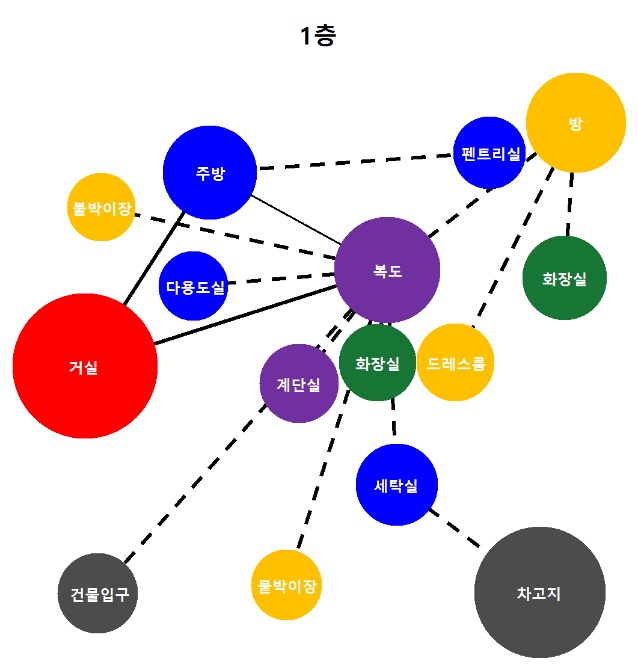 1층
방
펜트리실
주방
붙박이장
복도
화장실
다용도실
거실
계단실
화장실
드레스룸
세탁실
건물입구
붙박이장
차고지